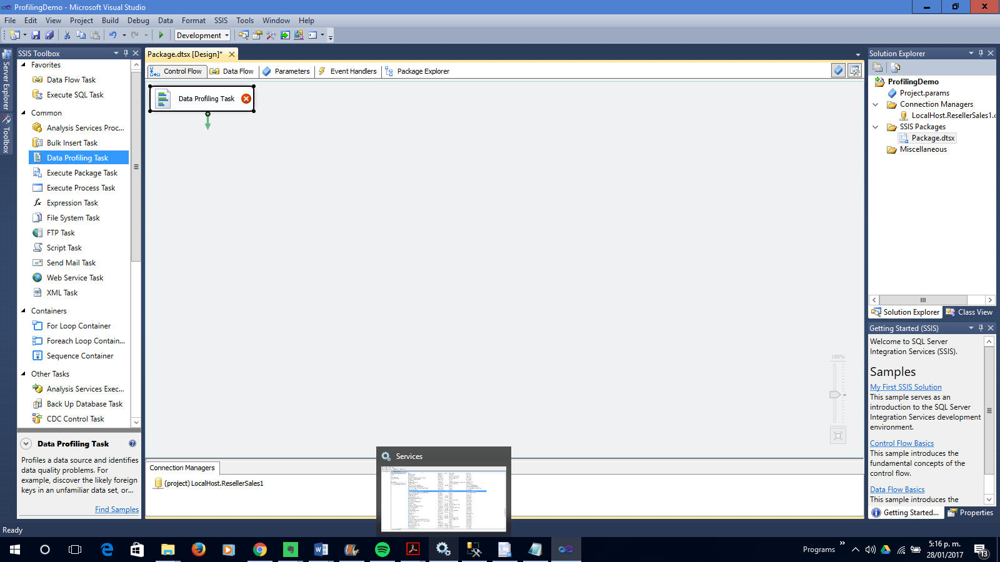 ProfilingDemo - Microsoft Visual Studio
File Edit View Project Build Debug Data Format SSIS Tools Window Help
Development
Server Explorer
Toolbox
SSIS Toolbox
Favorites
Data Flow Task
Execute SQL Task
Common
Analysis Services Proc...
Bulk Insert Task
Data Profiling Task
Execute Package Task
Execute Process Task
Expression Task
File System Task
FTP Task
Script Task
Send Mail Task
Web Service Task
XML Task
Containers
For Loop Container
Foreach Loop Contain...
Sequence Container
Other Tasks
Analysis Services Exec...
Back Up Database Task
CDC Control Task
Data Profiling Task
Profiles a data source and identifies
data quality problems. For
example, discover the likely foreign
keys in an unfamiliar data set, or...
Find Samples
Package.dtsx [Design]*
Control Flow Data Flow Parameters Event Handlers Package Explorer
Data Profiling Task
100%
Connection Managers
(project) LocalHost.ResellerSales1
Services
Solution Explorer
ProfilingDemo
Project.params
Connection Managers
LocalHost.ResellerSales1.c
SSIS Packages
Package.dtsx
Miscellaneous
Solution Explorer Class View
Getting Started (SSIS)
Welcome to SQL Server
Integration Services (SSIS).
Samples
My First SSIS Solution
This sample serves as an
introduction to the SQL Server
Integration Services development
environment.
Control Flow Basics
This sample introduces the
fundamental concepts of the
control flow.
Data Flow Basics
This sample introduces the
Getting Started... Properties
Ready
Programs
5:16 p. m.
28/01/2017
13